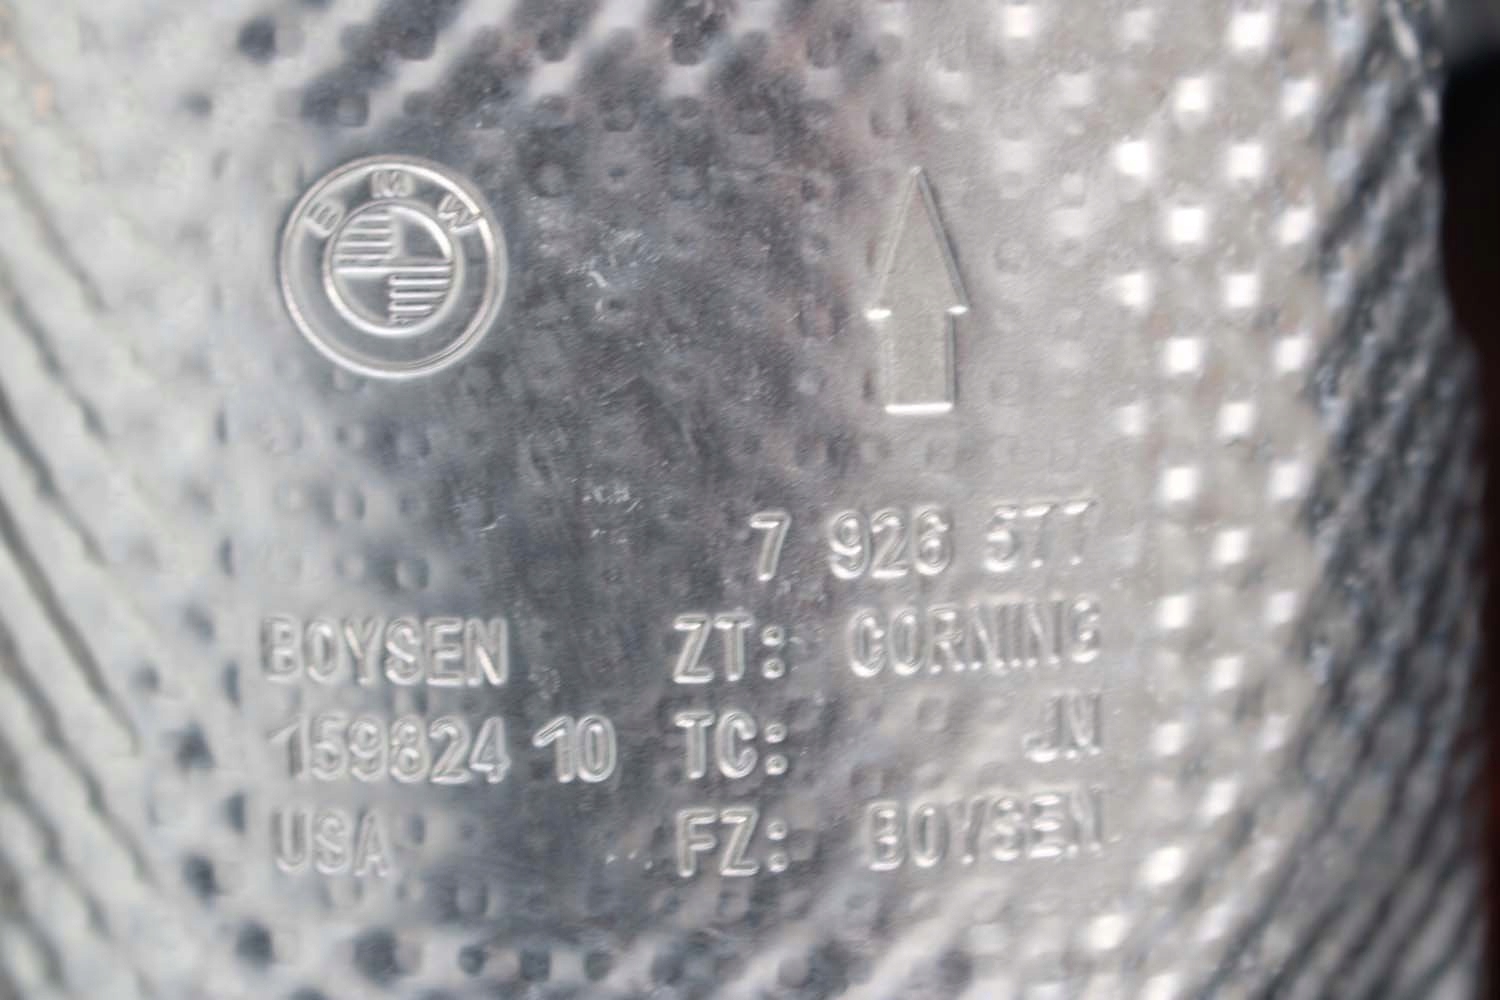 BMW
7 926 577
BOYSEN ZT: CORNING
159824 10 TC: JN
USA FZ: BOYSEN